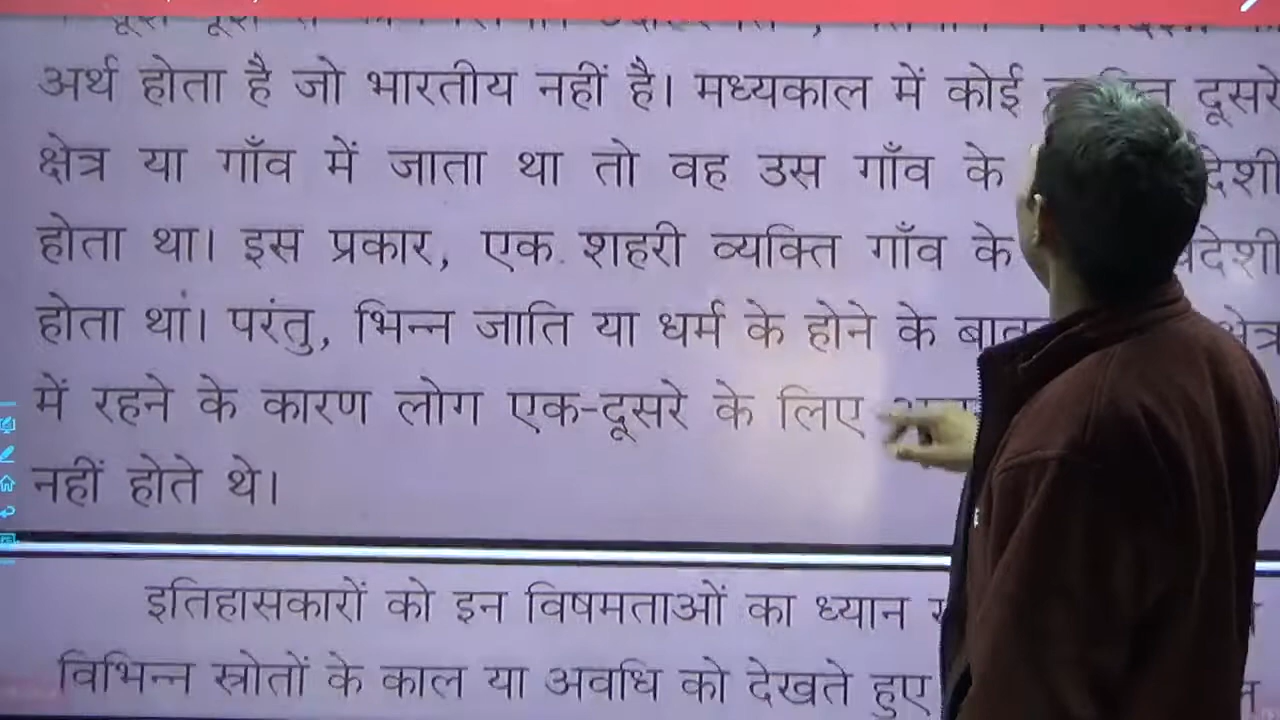 अर्थ होता है जो भारतीय नहीं है। मध्यकाल में कोई दूसरे
क्षेत्र या गाँव में जाता था तो वह उस गाँव के
होता था। इस प्रकार, एक शहरी व्यक्ति गाँव के
होता थां। परंतु, भिन्न जाति या धर्म के होने के
में रहने के कारण लोग एक-दूसरे के लिए
नहीं होते थे।
इतिहासकारों को इन विषमताओं का ध्यान
विभिन्न स्रोतों के काल या अवधि को देखते हुए